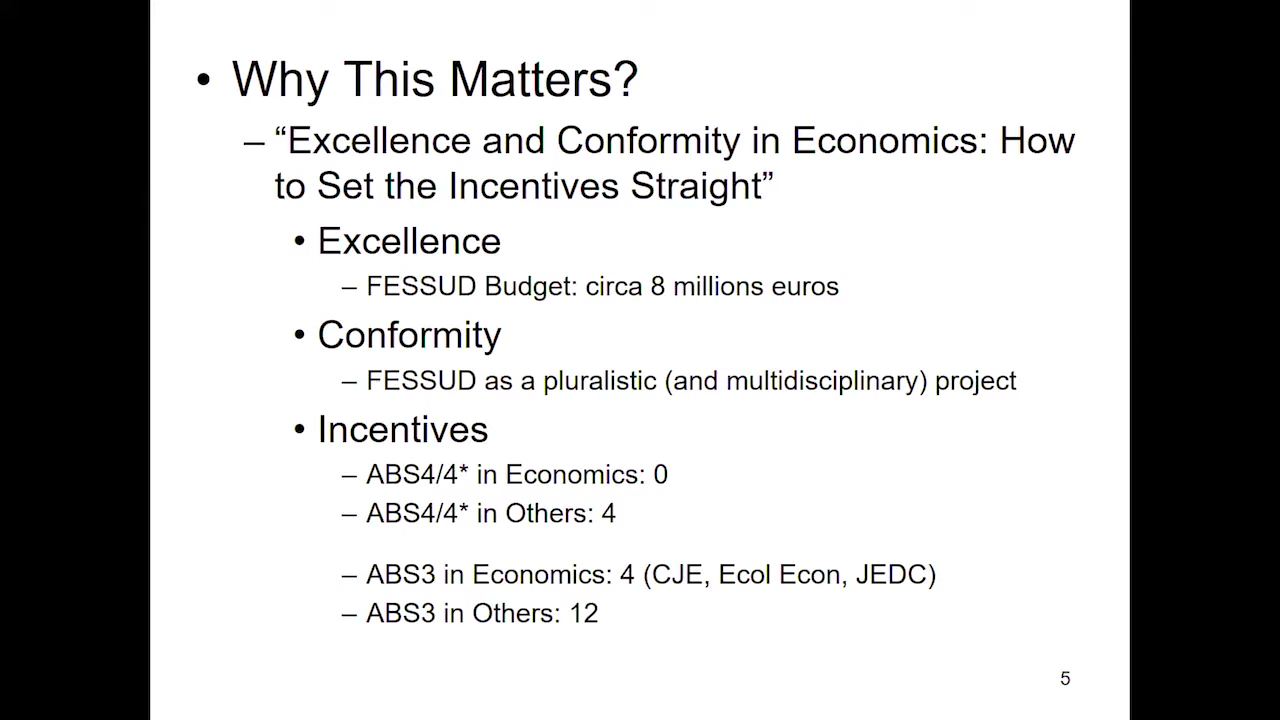 • Why This Matters?
– “Excellence and Conformity in Economics: How
to Set the Incentives Straight”
• Excellence
– FESSUD Budget: circa 8 millions euros
• Conformity
– FESSUD as a pluralistic (and multidisciplinary) project
• Incentives
– ABS4/4* in Economics: 0
– ABS4/4* in Others: 4
– ABS3 in Economics: 4 (CJE, Ecol Econ, JEDC)
– ABS3 in Others: 12
5